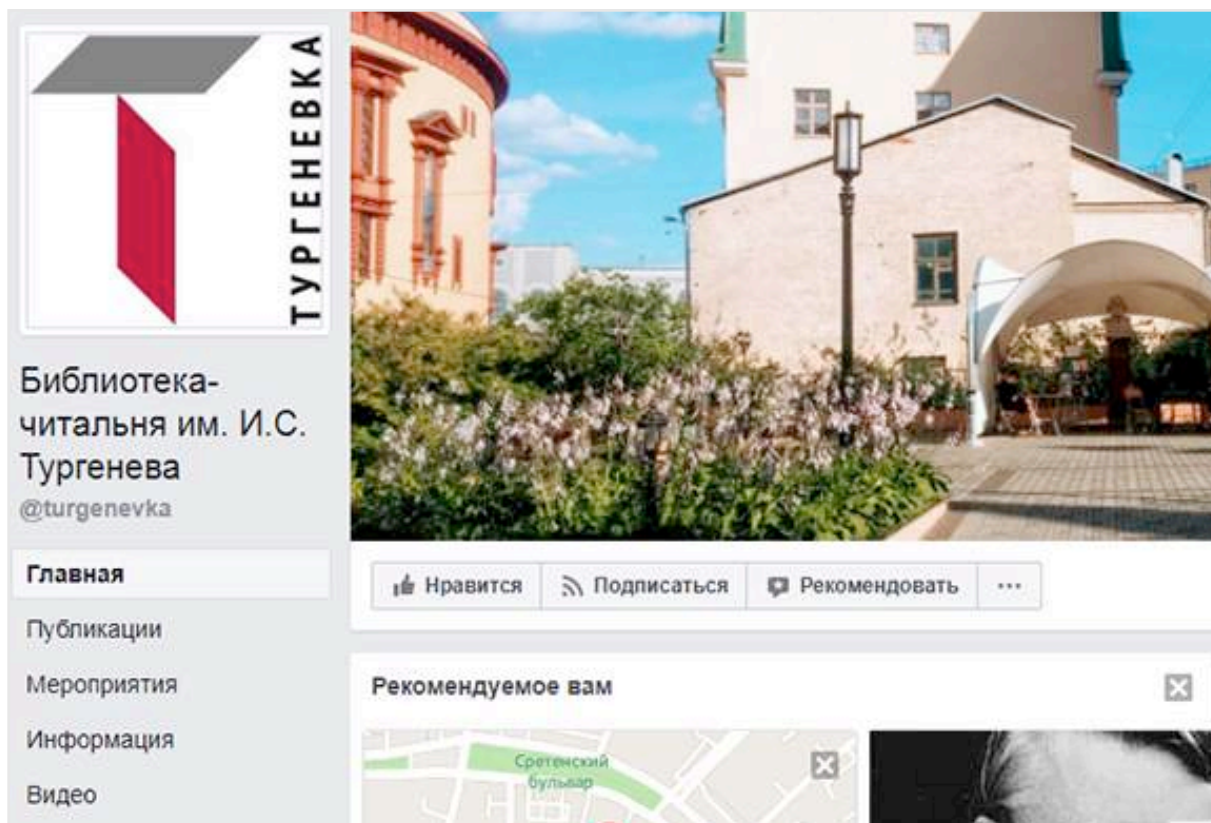 ТУРГЕНЕВКА
Библиотека-
читальня им. И.С.
Тургенева
@turgenevka
Главная
Публикации
Мероприятия
Информация
Видео
Нравится
Подписаться
Рекомендовать
Рекомендуемое вам
Сретенский
бульвар